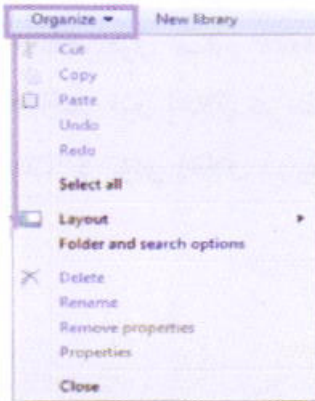 Organize New library
Cut
Copy
Paste
Undo
Redo
Select all
Layout
Folder and search options
Delete
Rename
Remove properties
Properties
Close